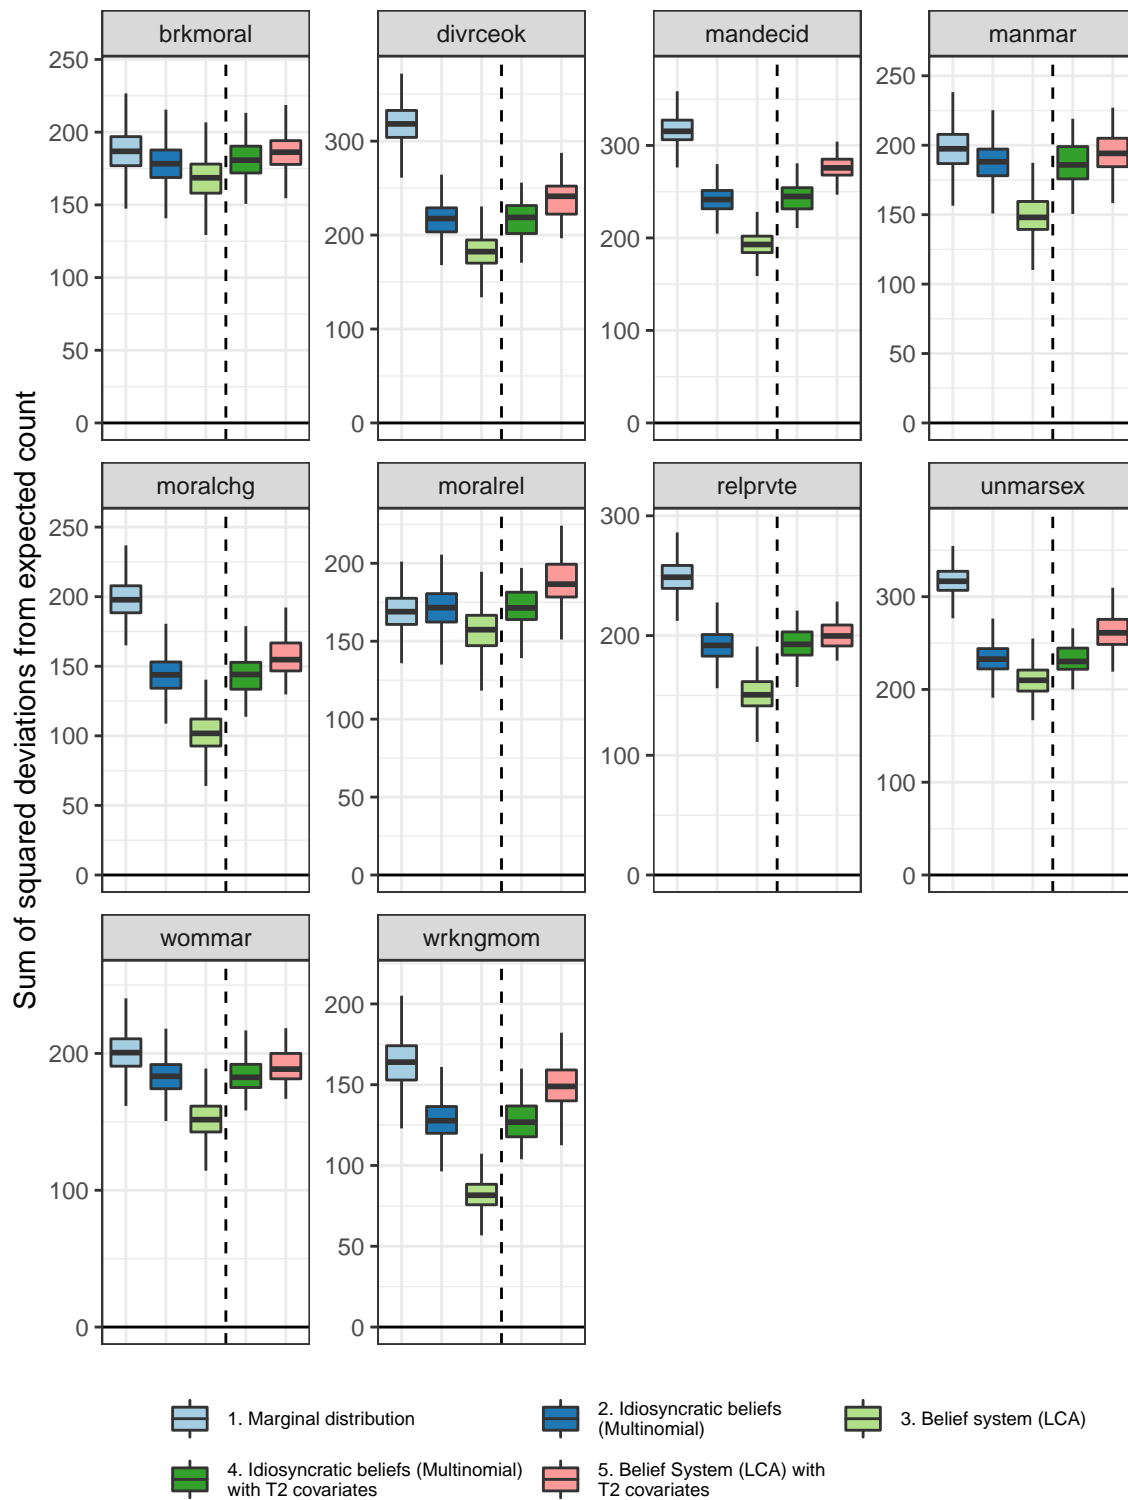 Sum of squared deviations from expected count
brkmoral
250
200
150
100
50
0
divrceok
300
200
100
0
mandecid
300
200
100
0
manmar
250
200
150
100
50
0
moralchg
250
200
150
100
50
0
moralrel
200
150
100
50
0
relprvte
300
200
100
0
unmarsex
300
200
100
0
wommar
200
100
0
wrkngmom
200
150
100
50
0
1. Marginal distribution
2. Idiosyncratic beliefs
(Multinomial)
3. Belief system (LCA)
4. Idiosyncratic beliefs (Multinomial)
with T2 covariates
5. Belief System (LCA) with
T2 covariates